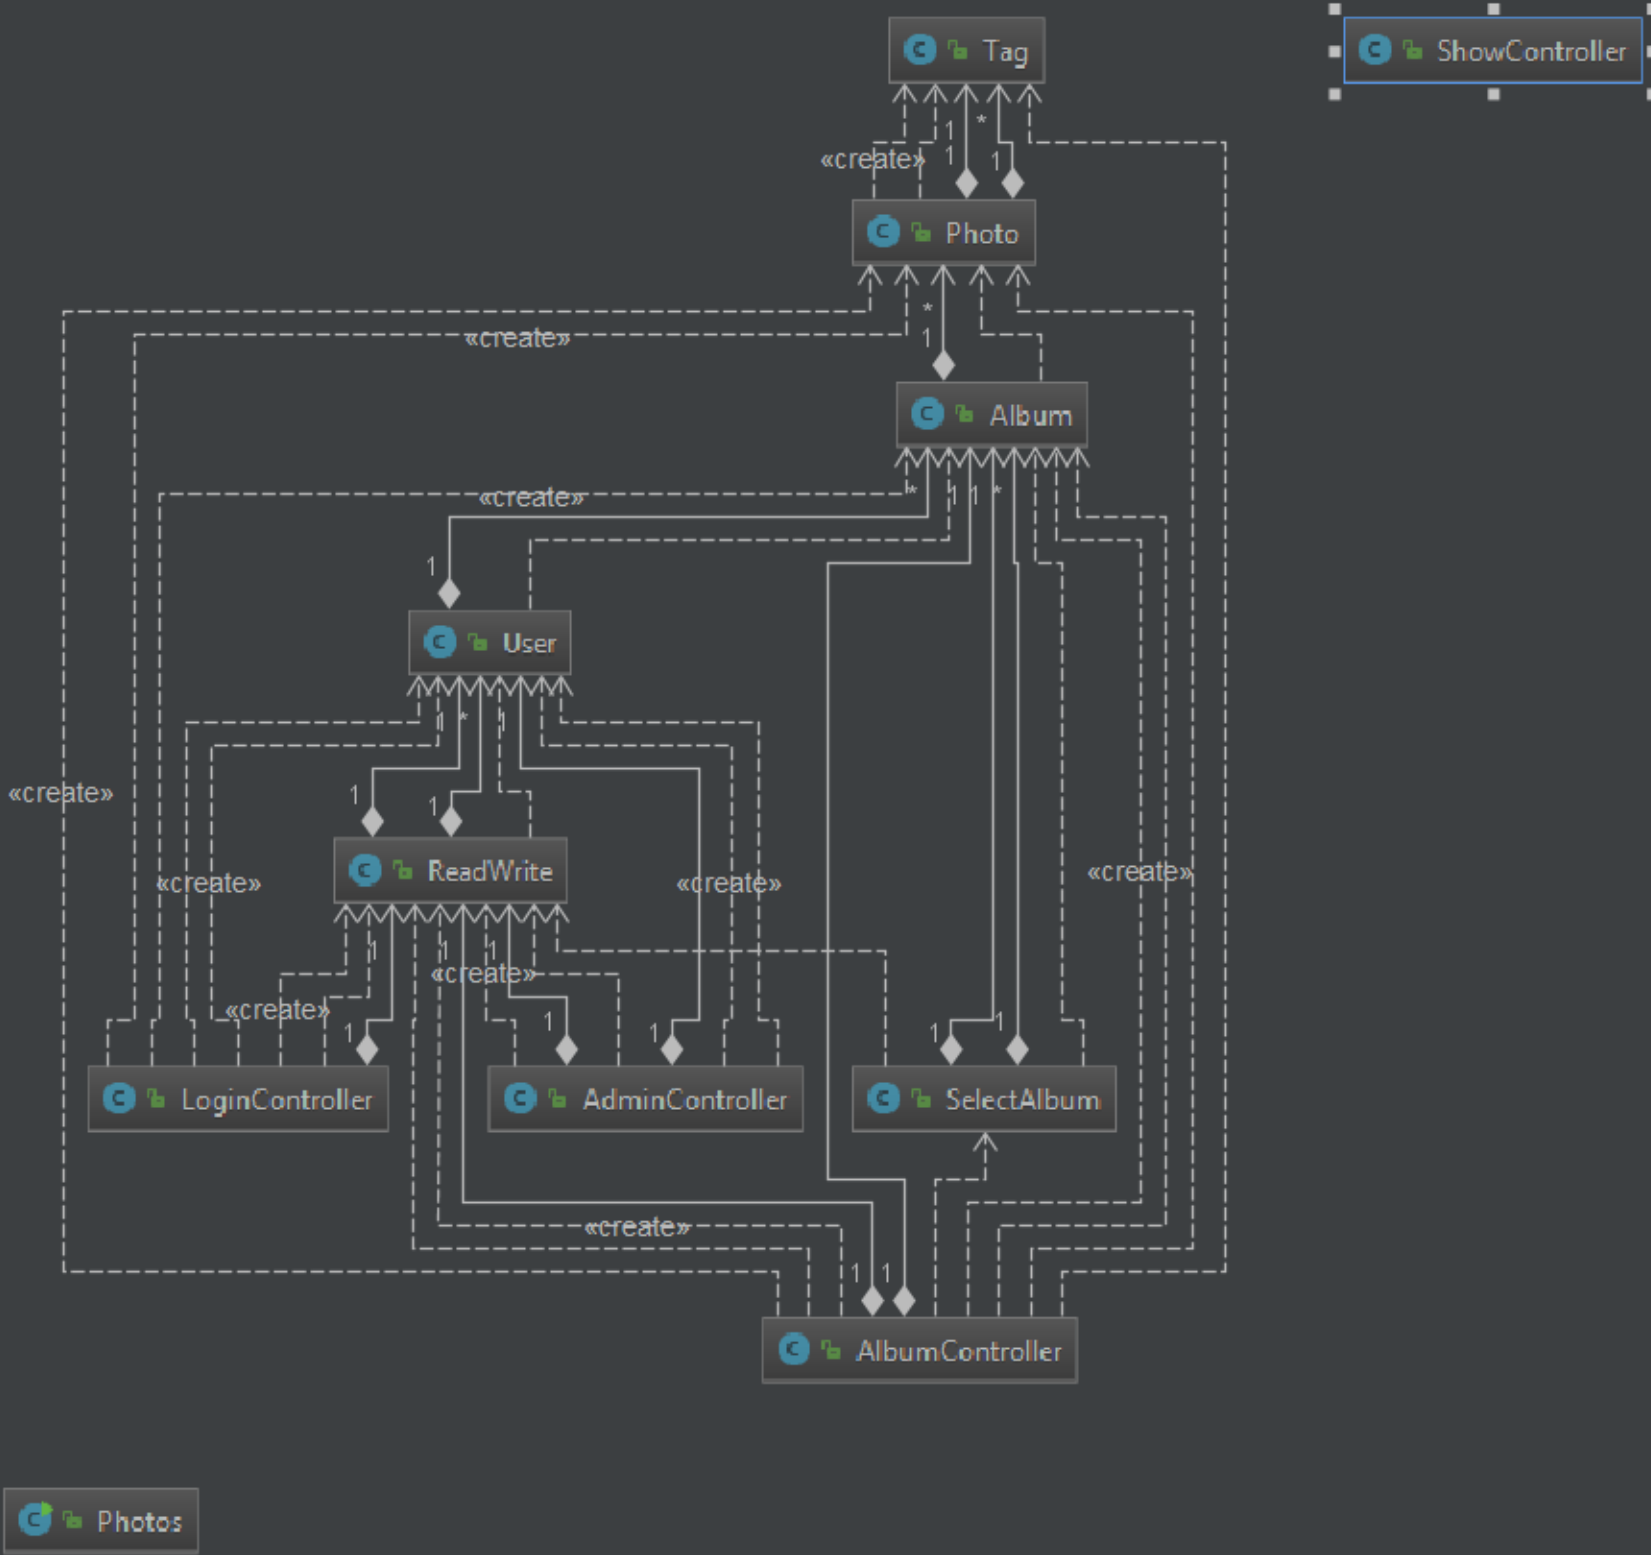 Tag
ShowController
*
1
«create»
1
1
Photo
*
«create»
1
Album
*
1
1
*
«create»
1
User
1
*
1
«create»
1
1
ReadWrite
«create»
«create»
«create»
1
1
1
«create»
«create»
1
1
1
1
1
LoginController
AdminController
SelectAlbum
«create»
1
1
AlbumController
Photos